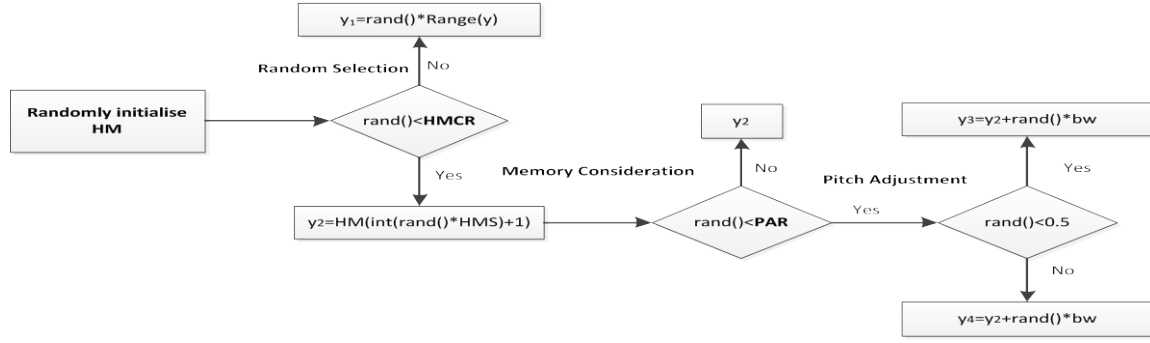 y1=rand()*Range(y)
Random Selection
No
Randomly initialise
HM
rand()<HMCR
Yes
y2=HM(int(rand()*HMS)+1)
Memory Consideration
y2
No
rand()<PAR
Pitch Adjustment
Yes
y3=y2+rand()*bw
Yes
rand()<0.5
No
y4=y2+rand()*bw